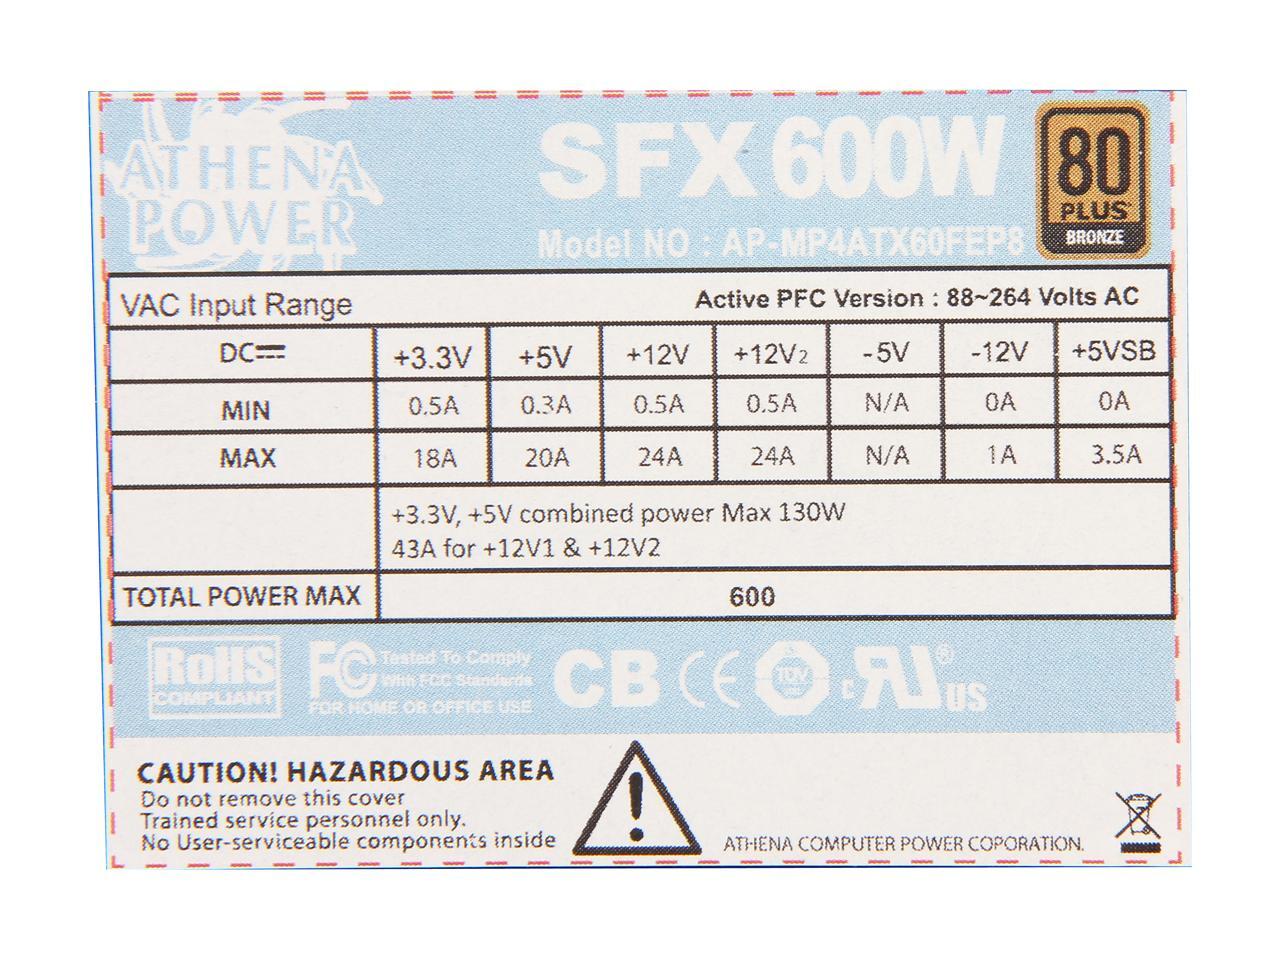 ATHENA
POWER
SFX 600W
Model NO : AP-MP4ATX60FEP8
80
PLUS
BRONZE
VAC Input Range
Active PFC Version : 88~264 Volts AC
DC +3.3V +5V +12V +12V2 -5V -12V +5VSB
MIN 0.5A 0.3A 0.5A 0.5A N/A 0A 0A
MAX 18A 20A 24A 24A N/A 1A 3.5A
+3.3V, +5V combined power Max 130W
43A for +12V1 & +12V2
TOTAL POWER MAX 600
RoHS
COMPLIANT
FC Tested To Comply
With FCC Standards
FOR HOME OR OFFICE USE
CB
CE
TÜV
c RU ® US
CAUTION! HAZARDOUS AREA
Do not remove this cover
Trained service personnel only.
No User-serviceable components inside
!
ATHENA COMPUTER POWER COPORATION.